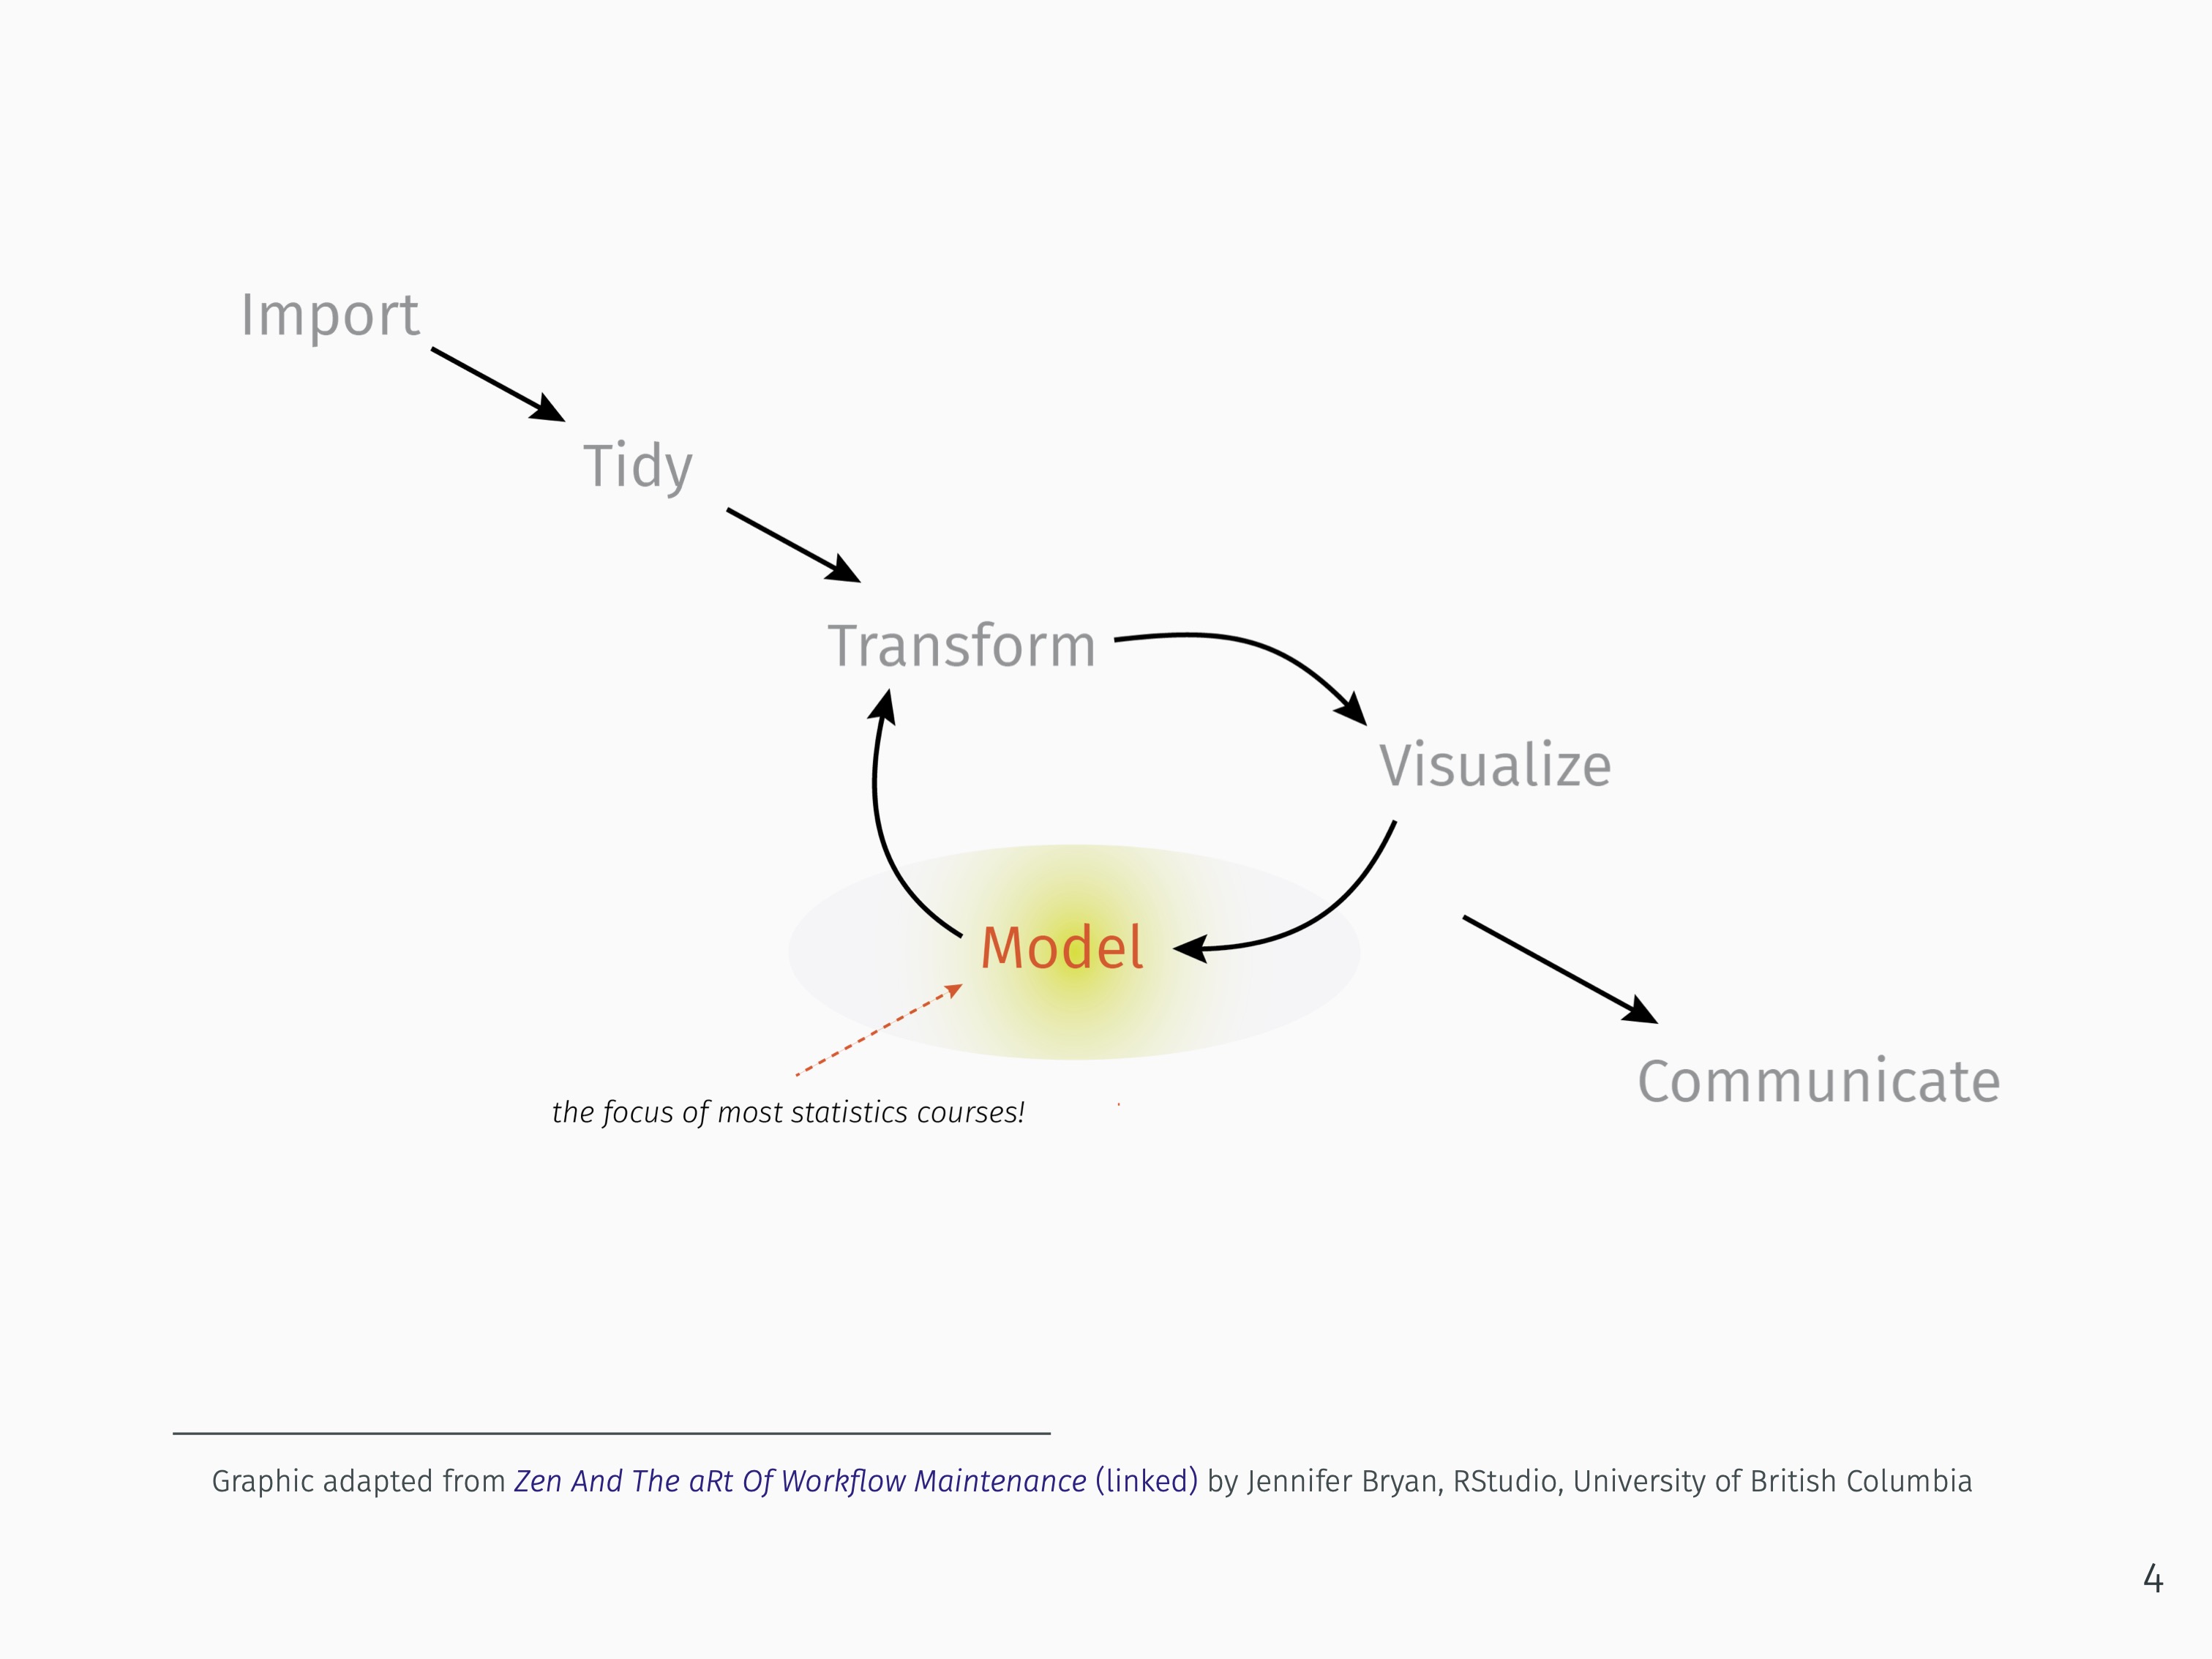 Import
Tidy
Transform
Visualize
Model
Communicate
the focus of most statistics courses!
Graphic adapted from Zen And The aRt Of Workflow Maintenance (linked) by Jennifer Bryan, RStudio, University of British Columbia
4